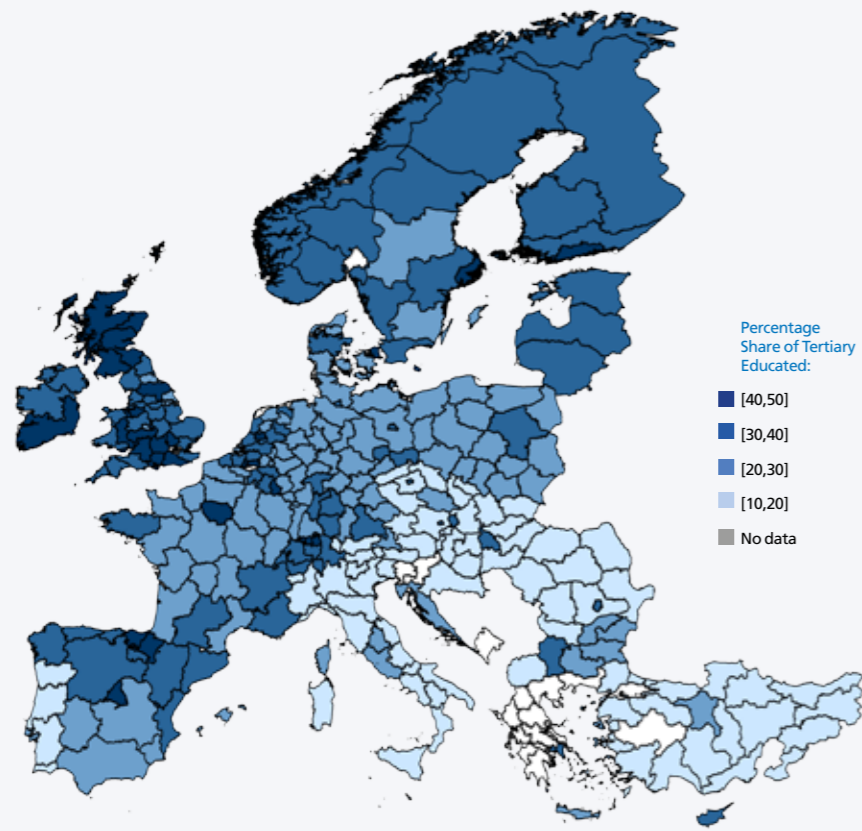 Percentage
Share of Tertiary
Educated:
[40,50]
[30,40]
[20,30]
[10,20]
No data